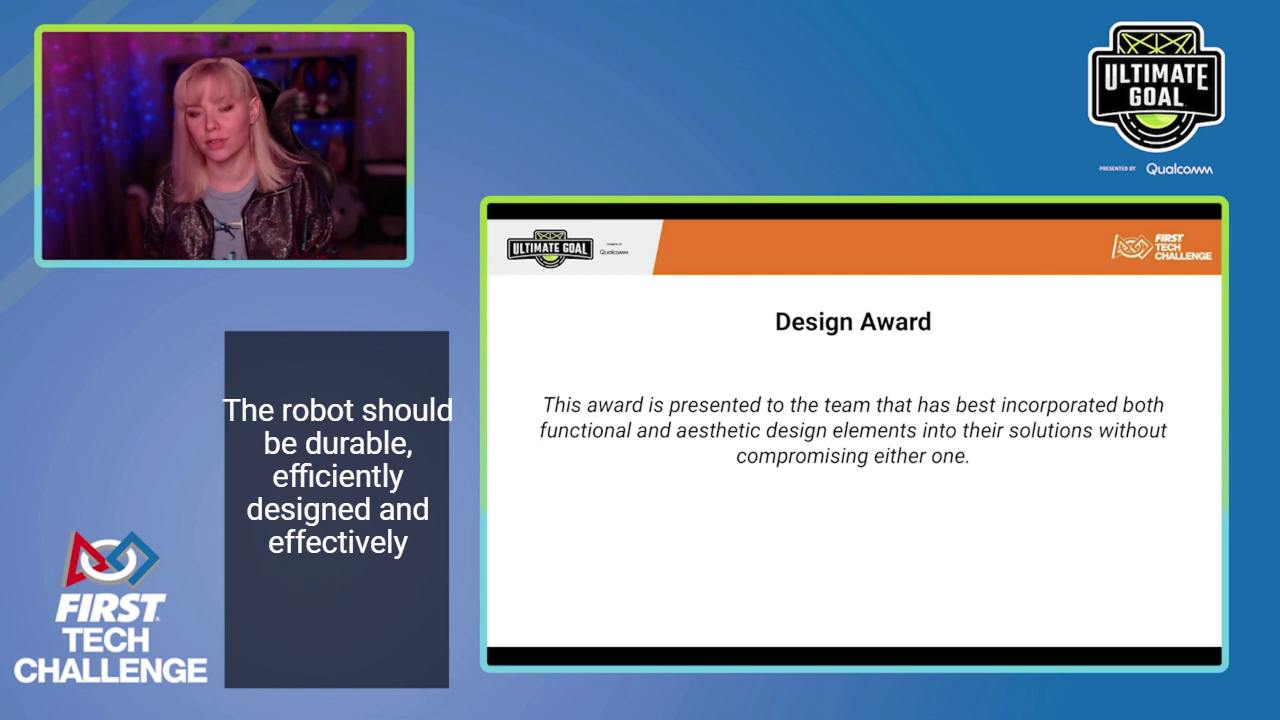 ULTIMATE
GOAL
PRESENTED BY Qualcomm
ULTIMATE GOAL
PRESENTED BY
Qualcomm
FIRST
TECH
CHALLENGE
Design Award
This award is presented to the team that has best incorporated both
functional and aesthetic design elements into their solutions without
compromising either one.
The robot should
be durable,
efficiently
designed and
effectively
FIRST
TECH
CHALLENGE